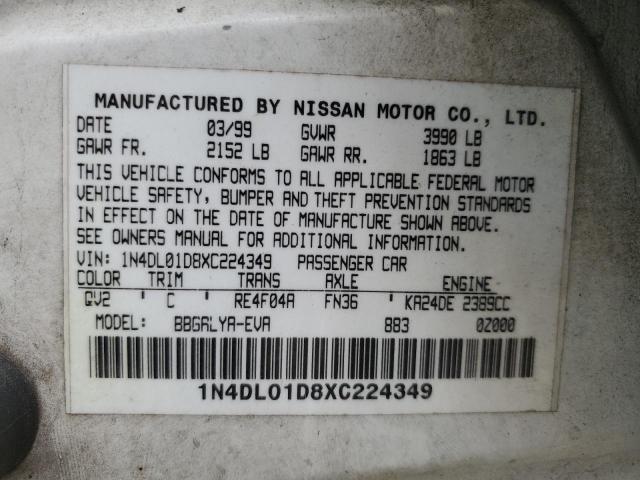 MANUFACTURED BY NISSAN MOTOR CO., LTD.
DATE 03/99 GVWR 3990 LB
GAWR FR. 2152 LB GAWR RR. 1863 LB
THIS VEHICLE CONFORMS TO ALL APPLICABLE FEDERAL MOTOR
VEHICLE SAFETY, BUMPER AND THEFT PREVENTION STANDARDS
IN EFFECT ON THE DATE OF MANUFACTURE SHOWN ABOVE.
SEE OWNERS MANUAL FOR ADDITIONAL INFORMATION.
VIN: 1N4DL01D8XC224349 PASSENGER CAR
COLOR TRIM TRANS AXLE ENGINE
QV2 ' C RE4F04A FN36 ' KA24DE 2389CC
MODEL: BBGALYA-EVA 883 0Z000
1N4DL01D8XC224349